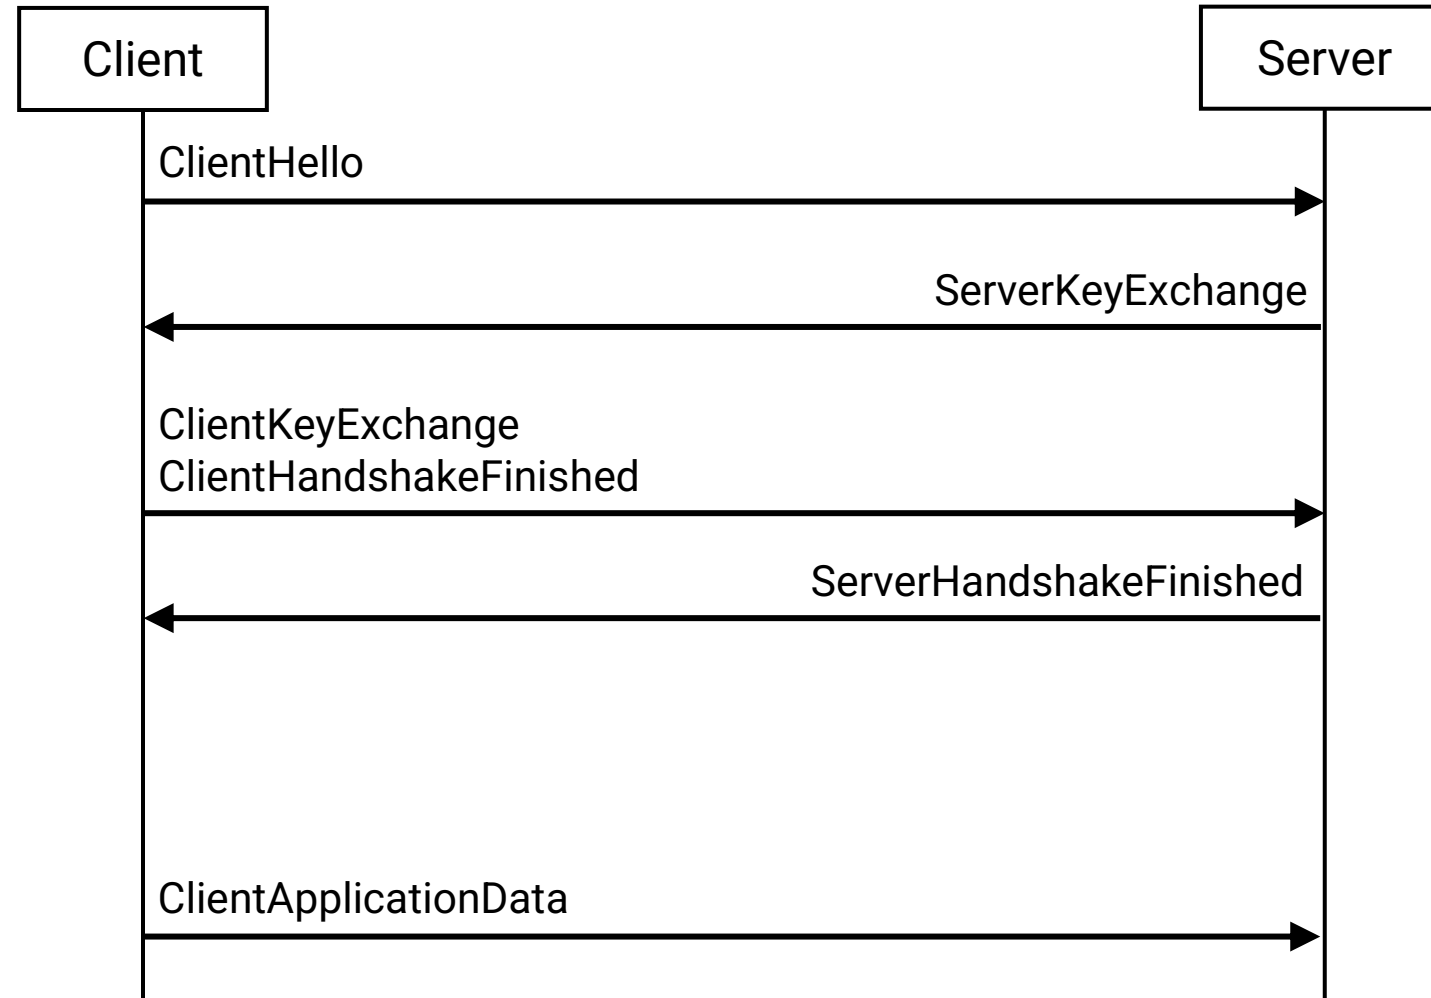 Client
Server
ClientHello
ServerKeyExchange
ClientKeyExchange
ClientHandshakeFinished
ServerHandshakeFinished
ClientApplicationData